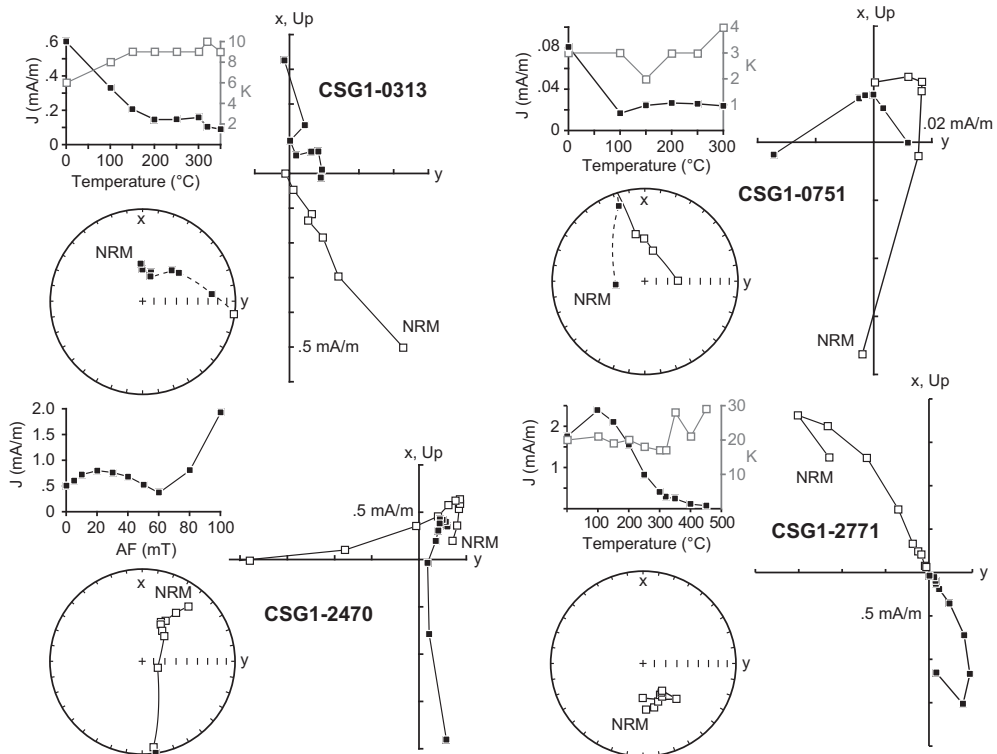 x, Up
.6
.4
.2
0
J (mA/m)
10
8
6
4
2
K
0 100 200 300
Temperature (°C)
CSG1-0313
y
NRM
.5 mA/m
x
NRM
y
x, Up
.12
.08
.04
0
J (mA/m)
4
3
2
1
K
0 100 200 300
Temperature (°C)
.02 mA/m
y
CSG1-0751
NRM
x
NRM
y
2.0
1.5
1.0
.5
0
J (mA/m)
0 20 40 60 80 100
AF (mT)
x, Up
.5 mA/m
NRM
y
CSG1-2470
x
NRM
y
2
1
J (mA/m)
30
20
10
K
0 100 200 300 400 500
Temperature (°C)
x, Up
NRM
CSG1-2771
y
.5 mA/m
x
y
NRM